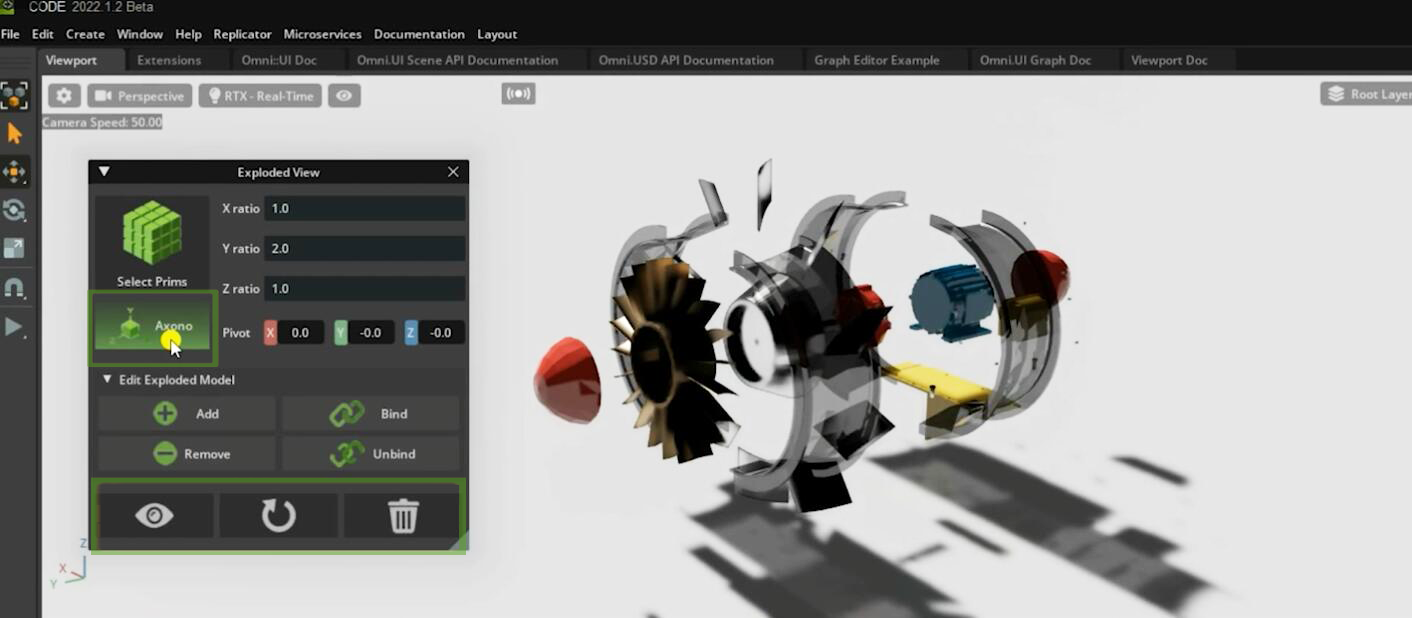 CODE 2022.1.2 Beta
File Edit Create Window Help Replicator Microservices Documentation Layout
Viewport Extensions Omni::UI Doc Omni.UI Scene API Documentation Omni.USD API Documentation Graph Editor Example Omni.UI Graph Doc Viewport Doc
Perspective RTX - Real-Time Root Layer
Camera Speed: 50.00
Exploded View
X ratio 1.0
Y ratio 2.0
Select Prims
Z ratio 1.0
Axono
Pivot X 0.0 Y -0.0 Z -0.0
Edit Exploded Model
Add Bind
Remove Unbind
Z
X
Y